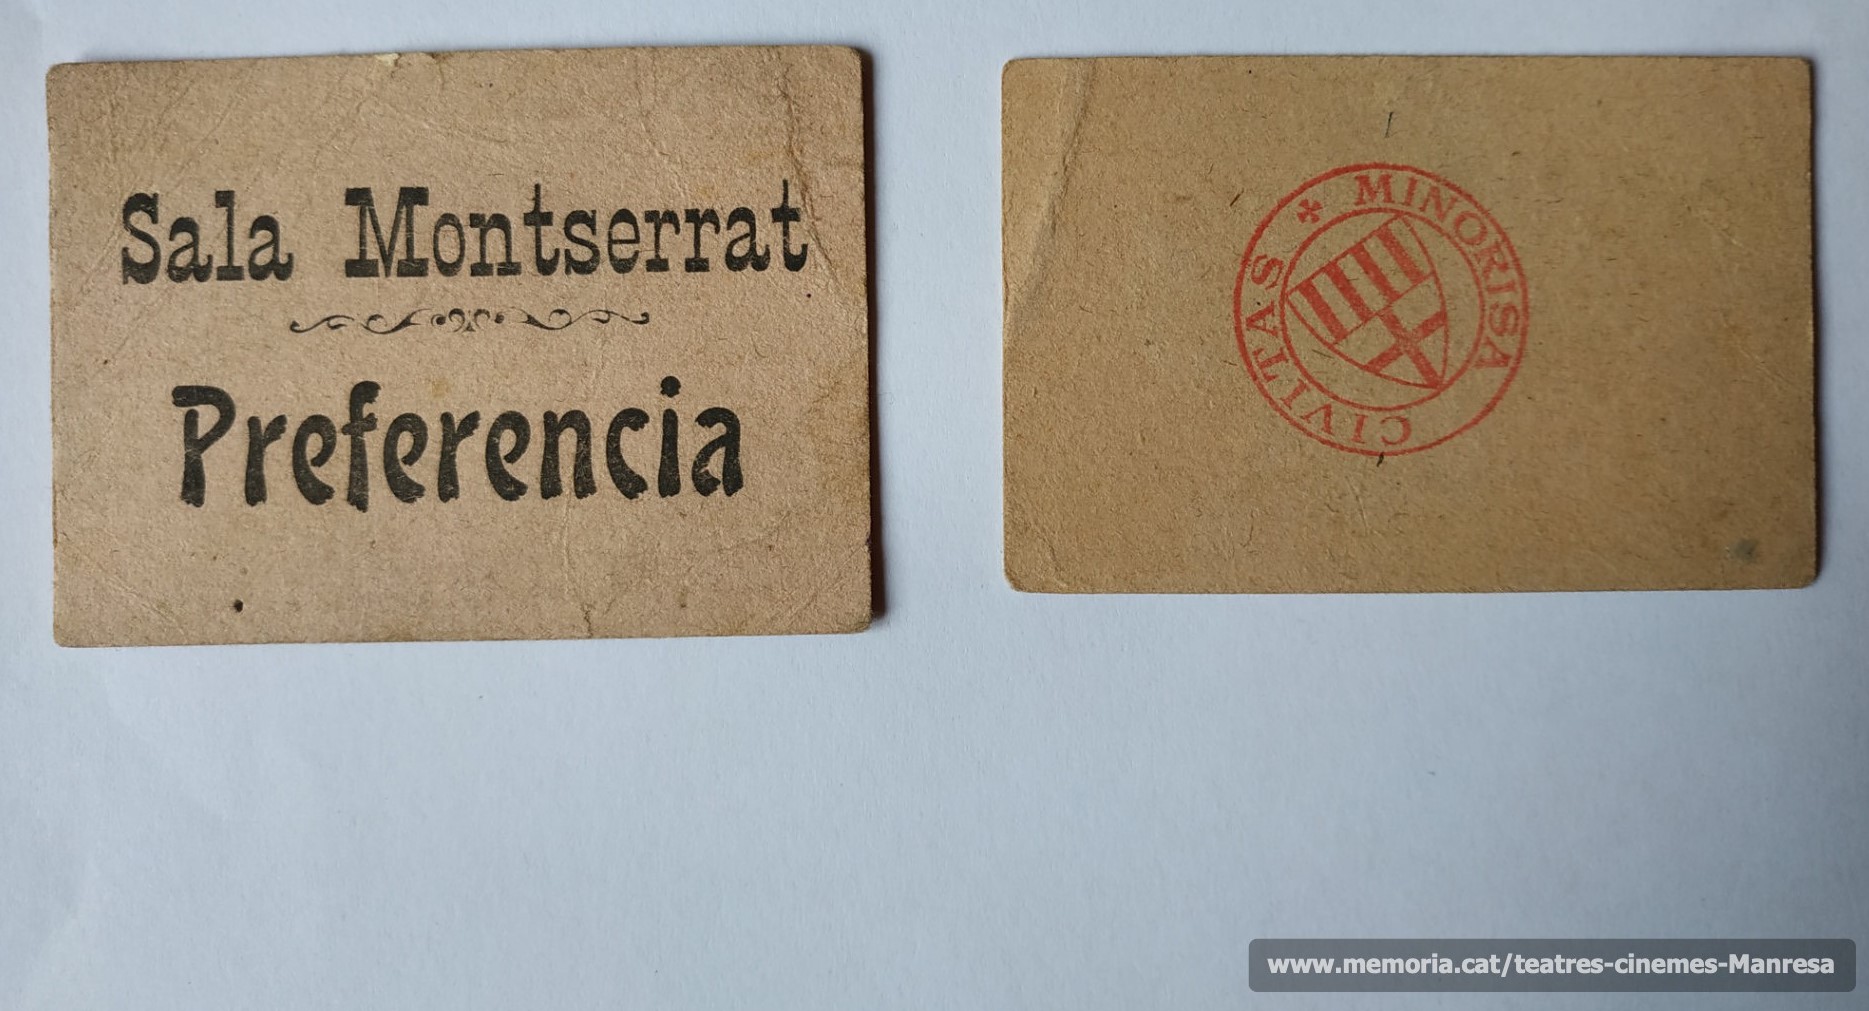 Sala Montserrat
Preferencia
✠ MINORISA
CIVITAS
www.memoria.cat/teatres-cinemes-Manresa